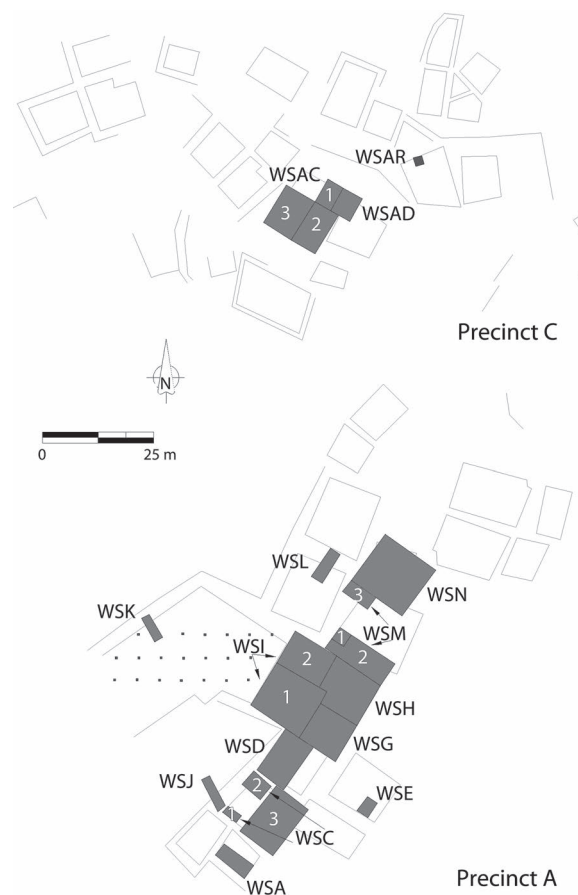 WSAR
WSAC
1
3
2
WSAD
Precinct C
N
0 25 m
WSL
WSN
3
WSK
WSM
1
WSI
2
2
1
WSH
WSG
WSD
WSJ
2
WSE
1
3
WSC
WSA
Precinct A